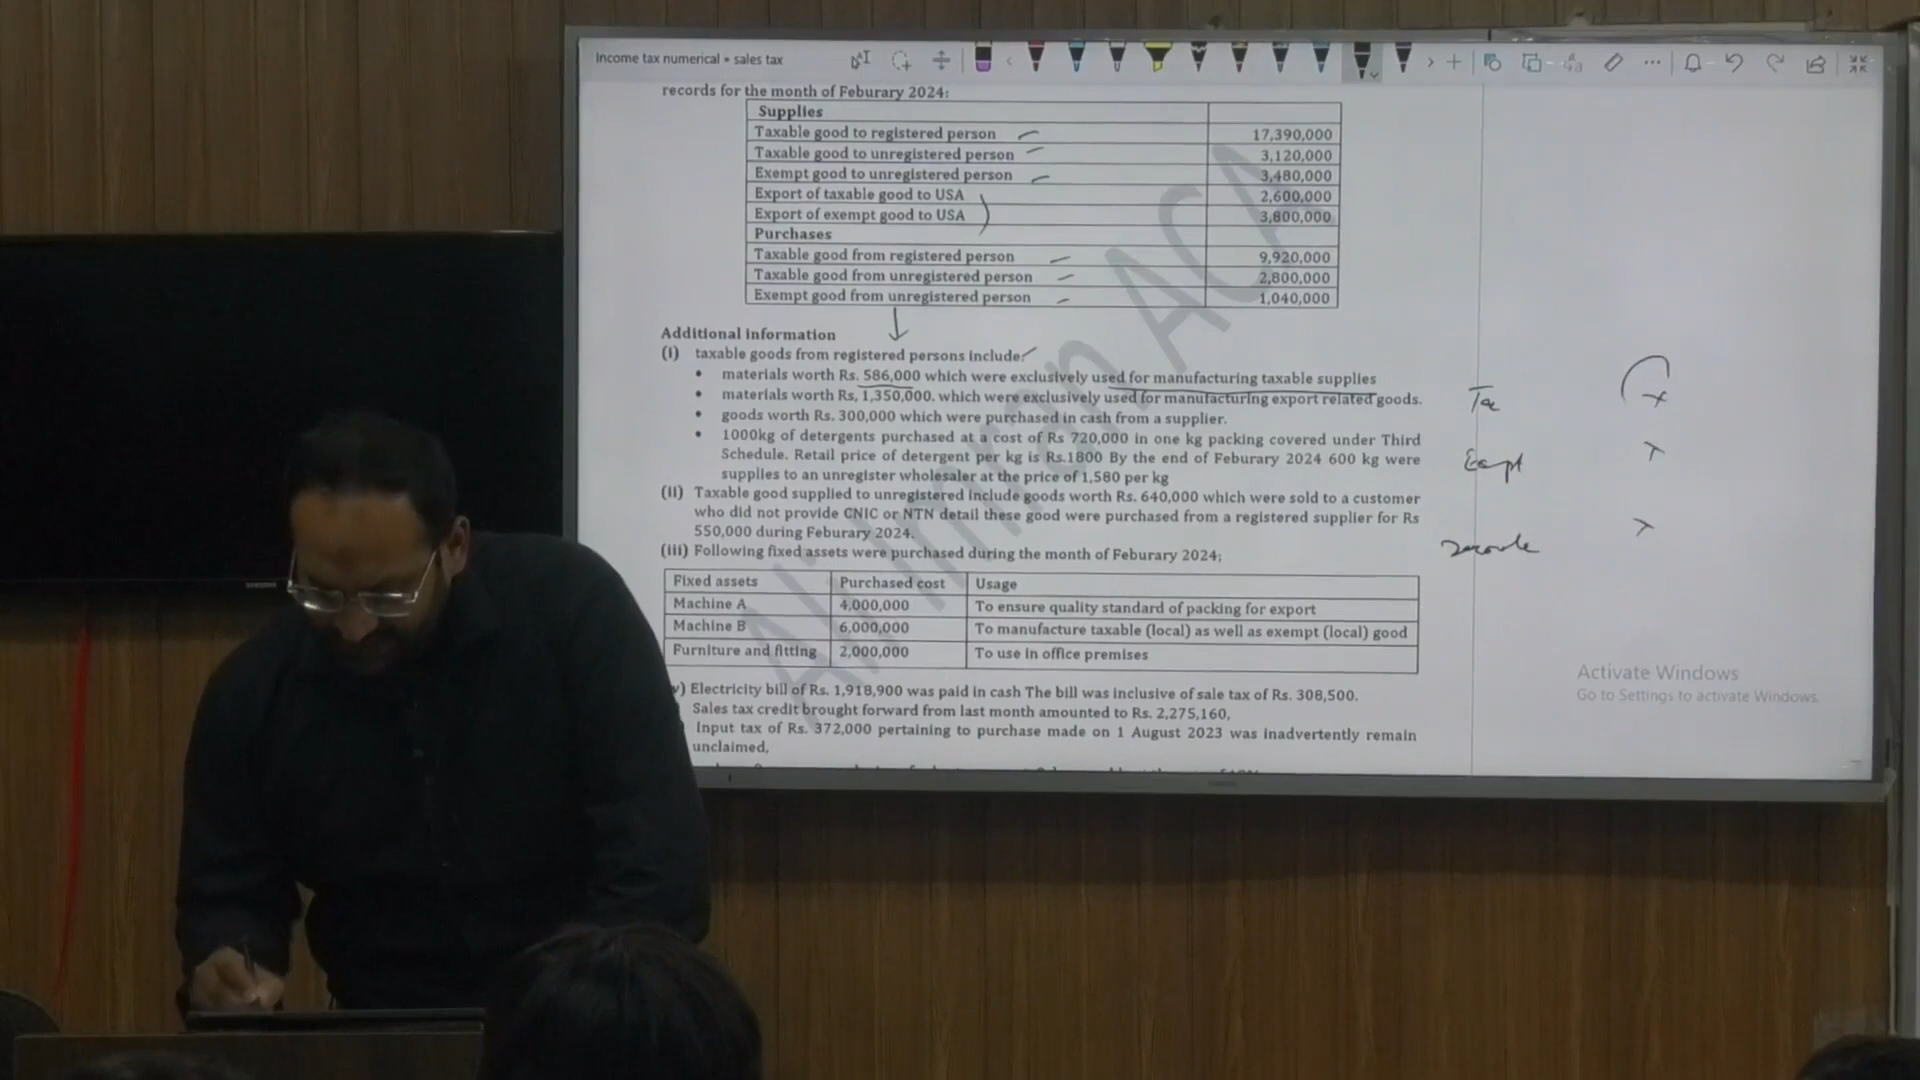 Income tax numerical + sales tax
records for the month of Feburary 2024:
Supplies
Taxable good to registered person 17,390,000
Taxable good to unregistered person 3,120,000
Exempt good to unregistered person 3,480,000
Export of taxable good to USA 2,600,000
Export of exempt good to USA 3,800,000
Purchases
Taxable good from registered person 9,920,000
Taxable good from unregistered person 2,800,000
Exempt good from unregistered person 1,040,000
Additional information
(i) taxable goods from registered persons include:
• materials worth Rs. 586,000 which were exclusively used for manufacturing taxable supplies
• materials worth Rs, 1,350,000. which were exclusively used for manufacturing export related goods.
• goods worth Rs. 300,000 which were purchased in cash from a supplier.
• 1000kg of detergents purchased at a cost of Rs 720,000 in one kg packing covered under Third
Schedule. Retail price of detergent per kg is Rs.1800 By the end of Feburary 2024 600 kg were
supplies to an unregister wholesaler at the price of 1,580 per kg
(ii) Taxable good supplied to unregistered include goods worth Rs. 640,000 which were sold to a customer
who did not provide CNIC or NTN detail these good were purchased from a registered supplier for Rs
550,000 during Feburary 2024.
(iii) Following fixed assets were purchased during the month of Feburary 2024;
Fixed assets Purchased cost Usage
Machine A 4,000,000 To ensure quality standard of packing for export
Machine B 6,000,000 To manufacture taxable (local) as well as exempt (local) good
Furniture and fitting 2,000,000 To use in office premises
v) Electricity bill of Rs. 1,918,900 was paid in cash The bill was inclusive of sale tax of Rs. 308,500.
Sales tax credit brought forward from last month amounted to Rs. 2,275,160,
Input tax of Rs. 372,000 pertaining to purchase made on 1 August 2023 was inadvertently remain
unclaimed,
Ali Imran ACA
Activate Windows
Go to Settings to activate Windows.
SAMSUNG